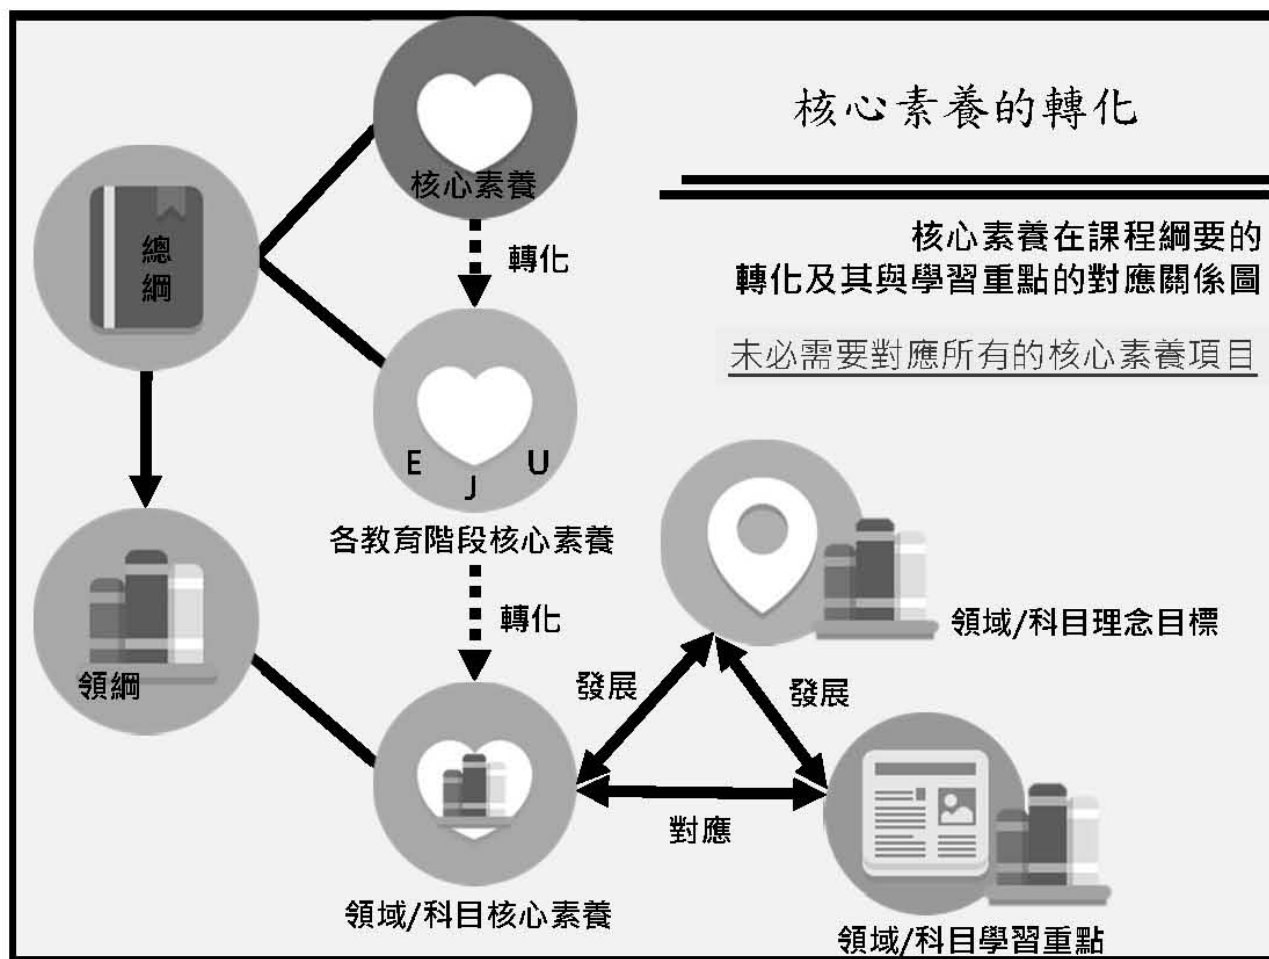 核心素養的轉化
核心素養在課程綱要的
轉化及其與學習重點的對應關係圖
未必需要對應所有的核心素養項目
總
綱
核心素養
轉化
E
J
U
各教育階段核心素養
轉化
領綱
領域/科目核心素養
發展
發展
對應
領域/科目理念目標
領域/科目學習重點